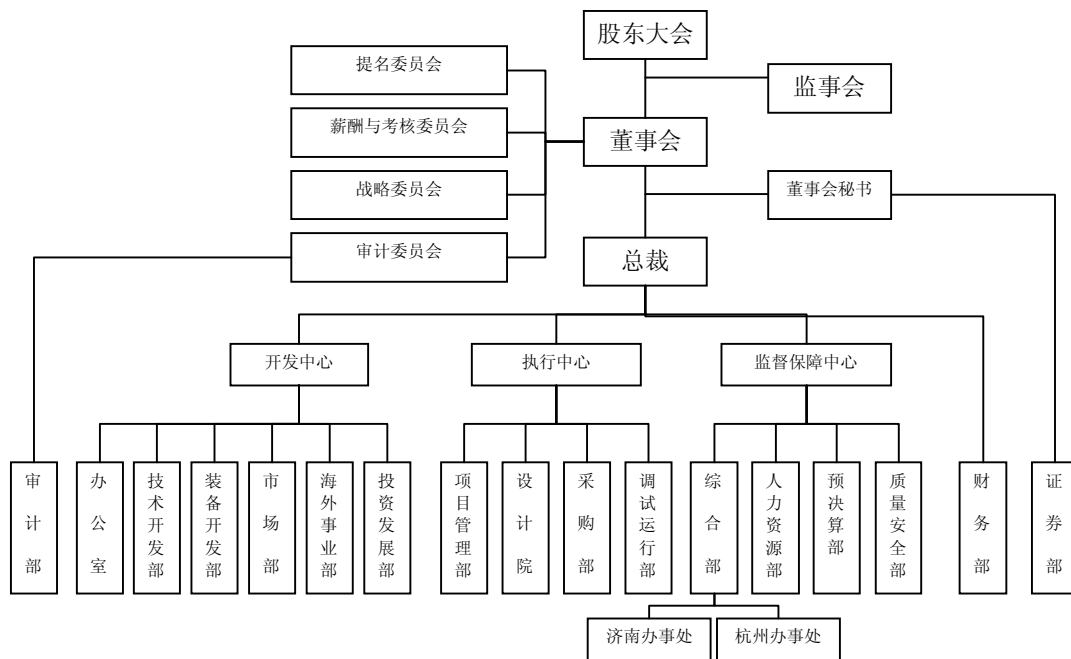 股东大会
提名委员会
监事会
薪酬与考核委员会
董事会
战略委员会
董事会秘书
审计委员会
总裁
开发中心
执行中心
监督保障中心
审计部
办公室
技术开发部
装备开发部
市场部
海外事业部
投资发展部
项目管理部
设计院
采购部
调试运行部
综合部
人力资源部
预决算部
质量安全部
财务部
证券部
济南办事处
杭州办事处